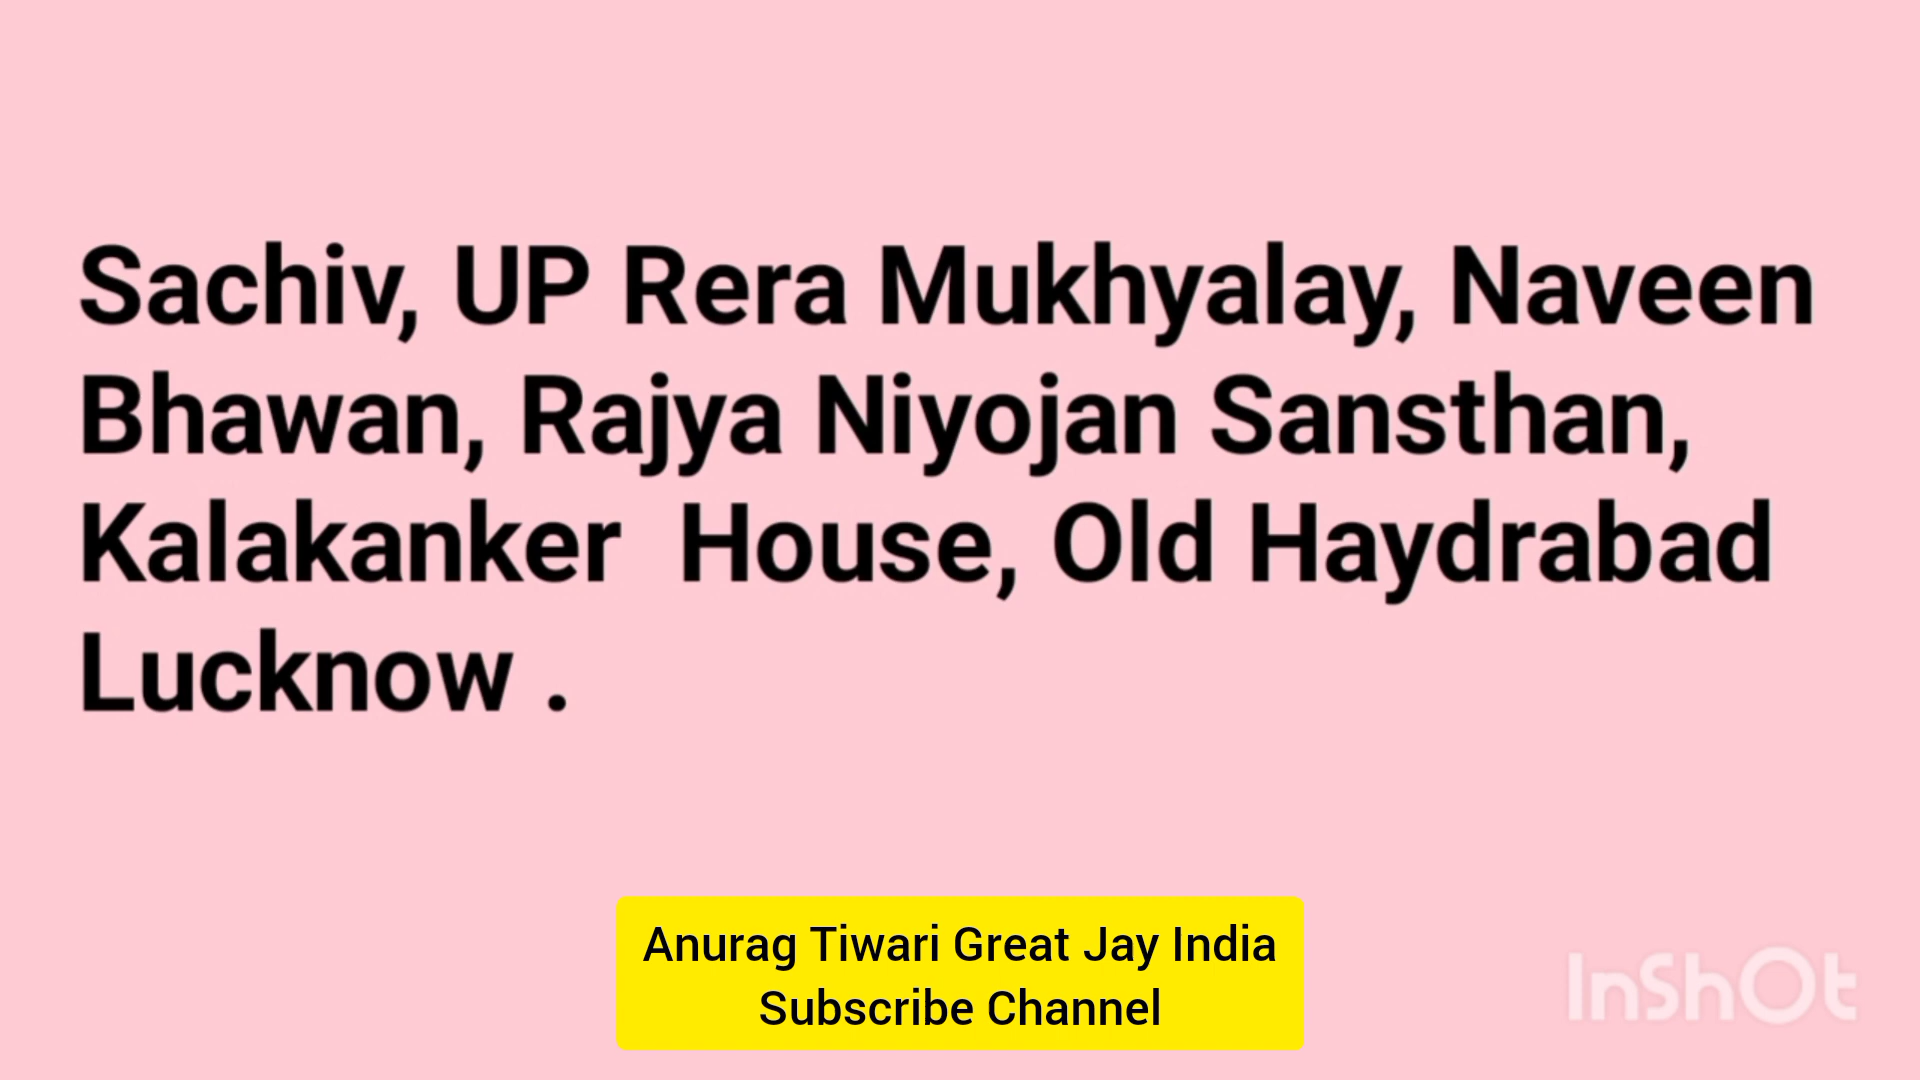 Sachiv, UP Rera Mukhyalay, Naveen
Bhawan, Rajya Niyojan Sansthan,
Kalakanker  House, Old Haydrabad
Lucknow .
Anurag Tiwari Great Jay India
Subscribe Channel
InShOt